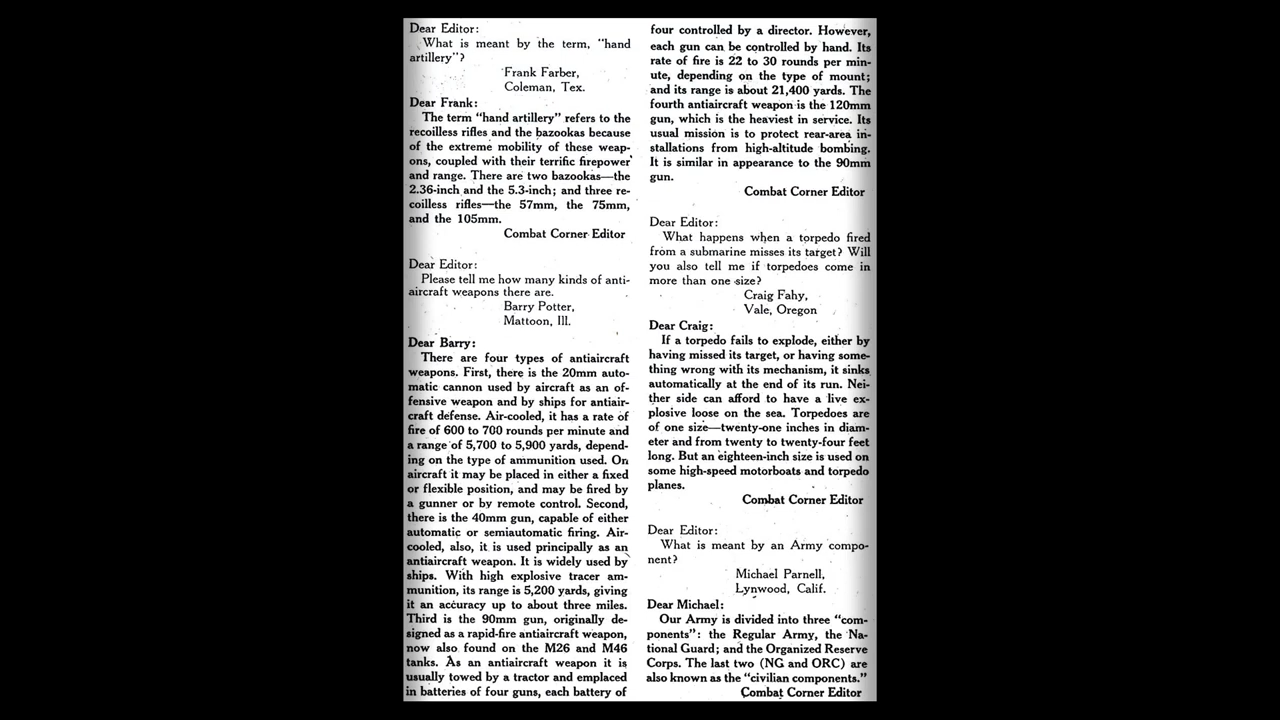 Dear Editor:
What is meant by the term, "hand
artillery"?
Frank Farber,
Coleman, Tex.
Dear Frank:
The term "hand artillery" refers to the
recoilless rifles and the bazookas because
of the extreme mobility of these weap-
ons, coupled with their terrific firepower
and range. There are two bazookas—the
2.36-inch and the 5.3-inch; and three re-
coilless rifles—the 57mm, the 75mm,
and the 105mm.
Combat Corner Editor
Dear Editor:
Please tell me how many kinds of anti-
aircraft weapons there are.
Barry Potter,
Mattoon, Ill.
Dear Barry:
There are four types of antiaircraft
weapons. First, there is the 20mm auto-
matic cannon used by aircraft as an of-
fensive weapon and by ships for antiair-
craft defense. Air-cooled, it has a rate of
fire of 600 to 700 rounds per minute and
a range of 5,700 to 5,900 yards, depend-
ing on the type of ammunition used. On
aircraft it may be placed in either a fixed
or flexible position, and may be fired by
a gunner or by remote control. Second,
there is the 40mm gun, capable of either
automatic or semiautomatic firing. Air-
cooled, also, it is used principally as an
antiaircraft weapon. It is widely used by
ships. With high explosive tracer am-
munition, its range is 5,200 yards, giving
it an accuracy up to about three miles.
Third is the 90mm gun, originally de-
signed as a rapid-fire antiaircraft weapon,
now also found on the M26 and M46
tanks. As an antiaircraft weapon it is
usually towed by a tractor and emplaced
in batteries of four guns, each battery of
four controlled by a director. However,
each gun can be controlled by hand. Its
rate of fire is 22 to 30 rounds per min-
ute, depending on the type of mount;
and its range is about 21,400 yards. The
fourth antiaircraft weapon is the 120mm
gun, which is the heaviest in service. Its
usual mission is to protect rear-area in-
stallations from high-altitude bombing.
It is similar in appearance to the 90mm
gun.
Combat Corner Editor
Dear Editor:
What happens when a torpedo fired
from a submarine misses its target? Will
you also tell me if torpedoes come in
more than one size?
Craig Fahy,
Vale, Oregon
Dear Craig:
If a torpedo fails to explode, either by
having missed its target, or having some-
thing wrong with its mechanism, it sinks
automatically at the end of its run. Nei-
ther side can afford to have a live ex-
plosive loose on the sea. Torpedoes are
of one size—twenty-one inches in diam-
eter and from twenty to twenty-four feet
long. But an eighteen-inch size is used on
some high-speed motorboats and torpedo
planes.
Combat Corner Editor
Dear Editor:
What is meant by an Army compo-
nent?
Michael Parnell,
Lynwood, Calif.
Dear Michael:
Our Army is divided into three "com-
ponents": the Regular Army, the Na-
tional Guard; and the Organized Reserve
Corps. The last two (NG and ORC) are
also known as the "civilian components."
Combat Corner Editor